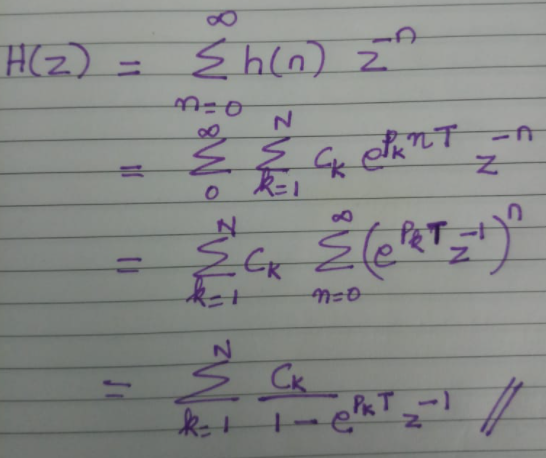 H(z) = ∞∑n=0 h(n) z^-n
= ∞∑0 N∑k=1 C_k e^{P_k nT} z^-n
= N∑k=1 C_k ∞∑n=0 (e^{P_k T} z^-1)^n
= N∑k=1 C_k / (1 - e^{P_k T} z^-1) //